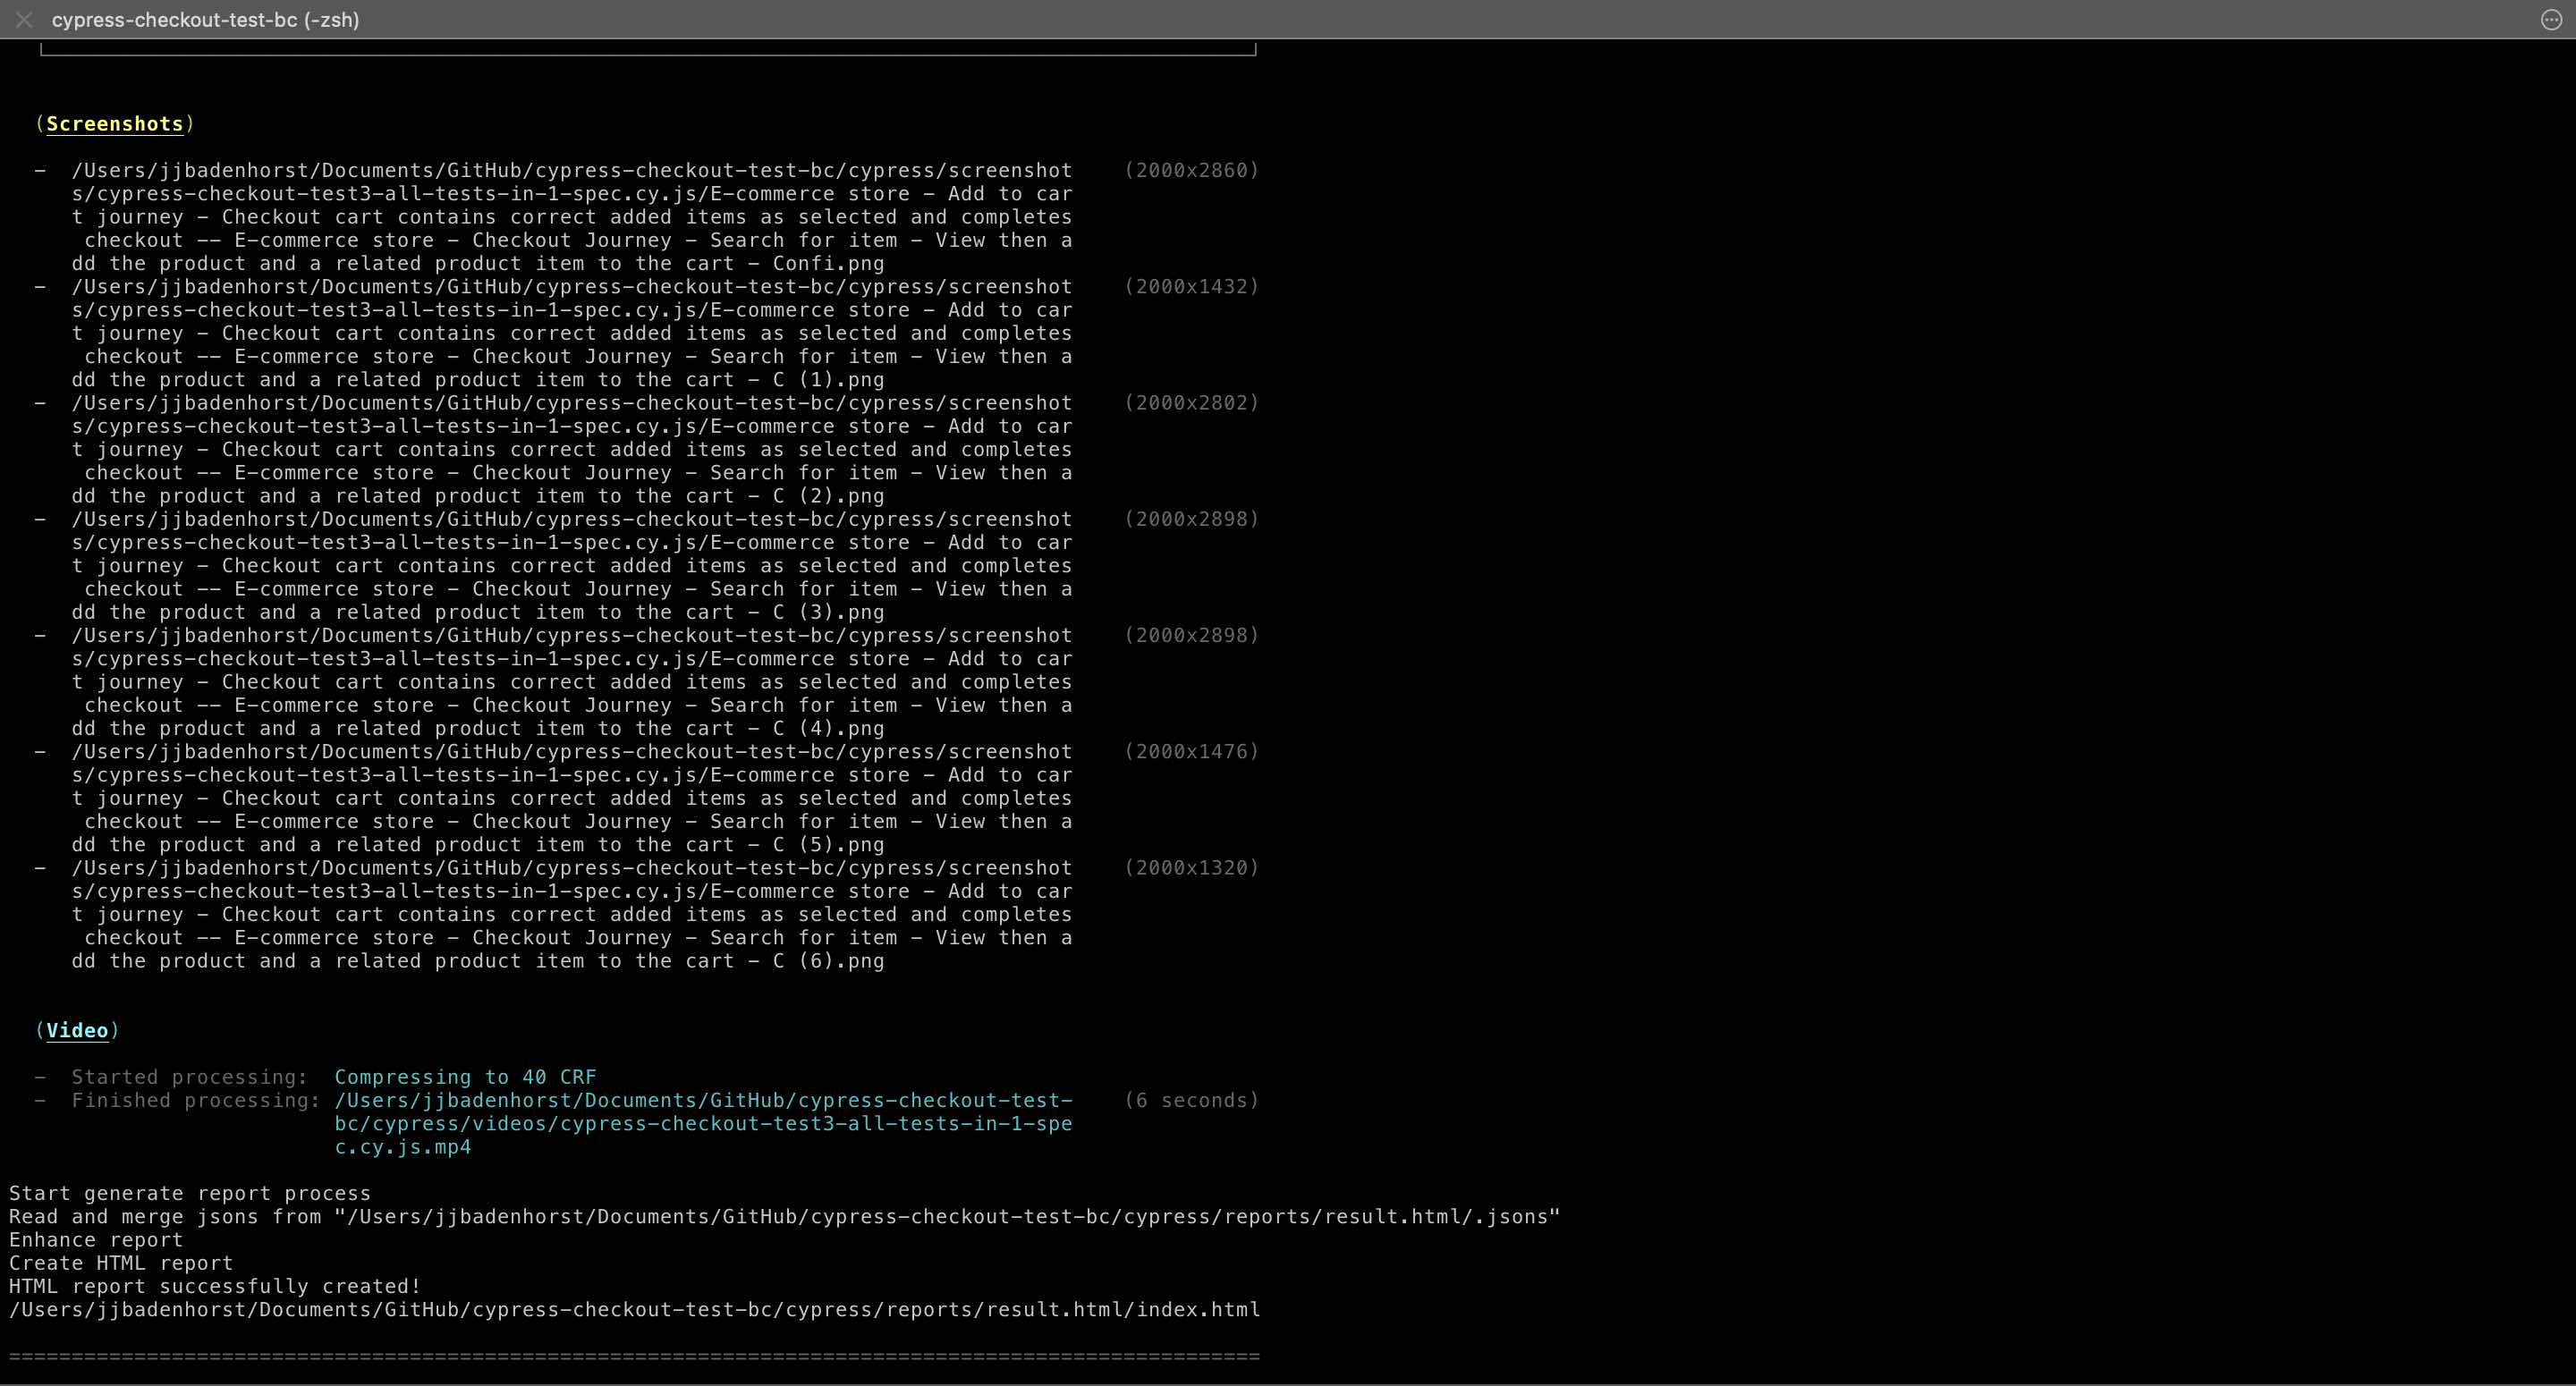 cypress-checkout-test-bc (-zsh)
(Screenshots)
-  /Users/jjbadenhorst/Documents/GitHub/cypress-checkout-test-bc/cypress/screenshot    (2000x2860)
s/cypress-checkout-test3-all-tests-in-1-spec.cy.js/E-commerce store - Add to car
t journey - Checkout cart contains correct added items as selected and completes
checkout -- E-commerce store - Checkout Journey - Search for item - View then a
dd the product and a related product item to the cart - Confi.png
-  /Users/jjbadenhorst/Documents/GitHub/cypress-checkout-test-bc/cypress/screenshot    (2000x1432)
s/cypress-checkout-test3-all-tests-in-1-spec.cy.js/E-commerce store - Add to car
t journey - Checkout cart contains correct added items as selected and completes
checkout -- E-commerce store - Checkout Journey - Search for item - View then a
dd the product and a related product item to the cart - C (1).png
-  /Users/jjbadenhorst/Documents/GitHub/cypress-checkout-test-bc/cypress/screenshot    (2000x2802)
s/cypress-checkout-test3-all-tests-in-1-spec.cy.js/E-commerce store - Add to car
t journey - Checkout cart contains correct added items as selected and completes
checkout -- E-commerce store - Checkout Journey - Search for item - View then a
dd the product and a related product item to the cart - C (2).png
-  /Users/jjbadenhorst/Documents/GitHub/cypress-checkout-test-bc/cypress/screenshot    (2000x2898)
s/cypress-checkout-test3-all-tests-in-1-spec.cy.js/E-commerce store - Add to car
t journey - Checkout cart contains correct added items as selected and completes
checkout -- E-commerce store - Checkout Journey - Search for item - View then a
dd the product and a related product item to the cart - C (3).png
-  /Users/jjbadenhorst/Documents/GitHub/cypress-checkout-test-bc/cypress/screenshot    (2000x2898)
s/cypress-checkout-test3-all-tests-in-1-spec.cy.js/E-commerce store - Add to car
t journey - Checkout cart contains correct added items as selected and completes
checkout -- E-commerce store - Checkout Journey - Search for item - View then a
dd the product and a related product item to the cart - C (4).png
-  /Users/jjbadenhorst/Documents/GitHub/cypress-checkout-test-bc/cypress/screenshot    (2000x1476)
s/cypress-checkout-test3-all-tests-in-1-spec.cy.js/E-commerce store - Add to car
t journey - Checkout cart contains correct added items as selected and completes
checkout -- E-commerce store - Checkout Journey - Search for item - View then a
dd the product and a related product item to the cart - C (5).png
-  /Users/jjbadenhorst/Documents/GitHub/cypress-checkout-test-bc/cypress/screenshot    (2000x1320)
s/cypress-checkout-test3-all-tests-in-1-spec.cy.js/E-commerce store - Add to car
t journey - Checkout cart contains correct added items as selected and completes
checkout -- E-commerce store - Checkout Journey - Search for item - View then a
dd the product and a related product item to the cart - C (6).png
(Video)
-  Started processing:  Compressing to 40 CRF
-  Finished processing: /Users/jjbadenhorst/Documents/GitHub/cypress-checkout-test-    (6 seconds)
bc/cypress/videos/cypress-checkout-test3-all-tests-in-1-spe
c.cy.js.mp4
Start generate report process
Read and merge jsons from "/Users/jjbadenhorst/Documents/GitHub/cypress-checkout-test-bc/cypress/reports/result.html/.jsons"
Enhance report
Create HTML report
HTML report successfully created!
/Users/jjbadenhorst/Documents/GitHub/cypress-checkout-test-bc/cypress/reports/result.html/index.html
====================================================================================================